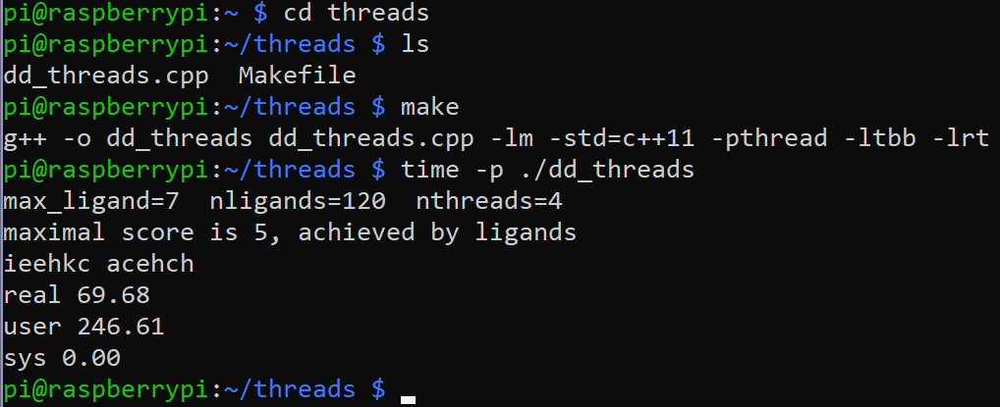 pi@raspberrypi:~ $ cd threads
pi@raspberrypi:~/threads $ ls
dd_threads.cpp  Makefile
pi@raspberrypi:~/threads $ make
g++ -o dd_threads dd_threads.cpp -lm -std=c++11 -pthread -ltbb -lrt
pi@raspberrypi:~/threads $ time -p ./dd_threads
max_ligand=7  nligands=120  nthreads=4
maximal score is 5, achieved by ligands
ieehkc acehch
real 69.68
user 246.61
sys 0.00
pi@raspberrypi:~/threads $